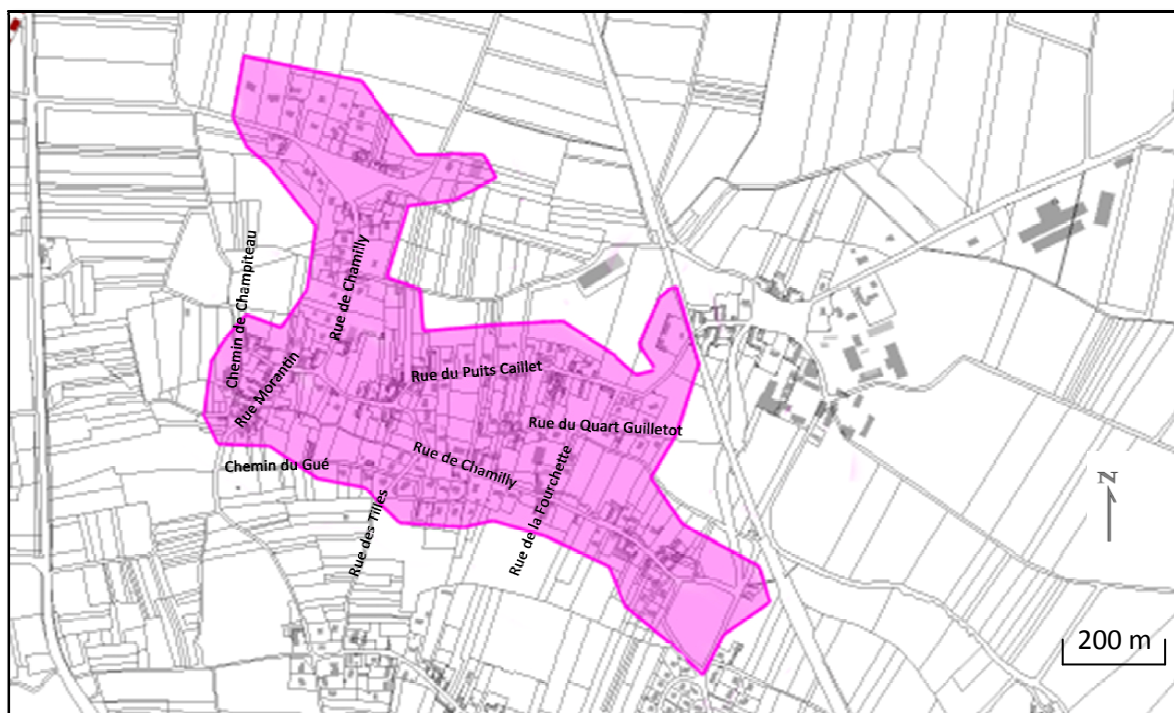 Chemin de Champiteau
Rue de Chamilly
Rue Morantin
Rue du Puits Caillet
Rue du Quart Guilletot
Chemin du Gué
Rue de Chamilly
Rue de la Fourchette
Rue des Tilles
N
200 m